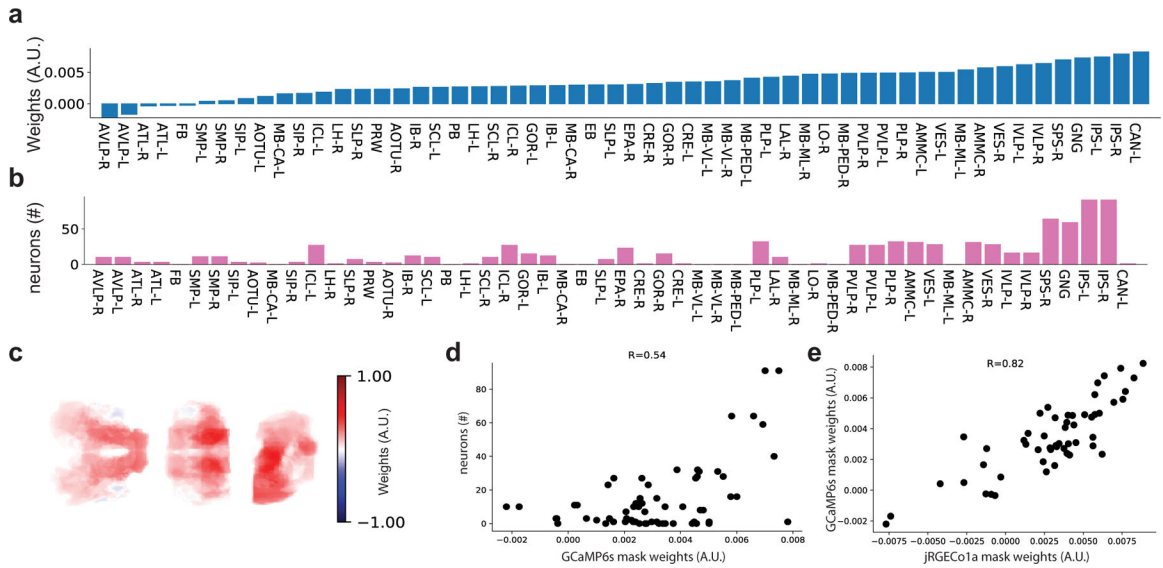 a
Weights (A.U.)
0.005
0.000
AVLP-R AVLP-L ATL-R ATL-L FB SMP-L SMP-R SIP-L AOTU-L MB-CA-L SIP-R ICL-L LH-R SLP-R PRW AOTU-R IB-R SCL-L PB LH-L SCL-R ICL-R GOR-L IB-L MB-CA-R EB SLP-L EPA-R CRE-R GOR-R CRE-L MB-VL-L MB-VL-R MB-PED-L PLP-L LAL-R MB-ML-R LO-R MB-PED-R PVLP-R PVLP-L PLP-R AMMC-L VES-L MB-ML-L AMMC-R VES-R IVLP-L IVLP-R SPS-R GNG IPS-L IPS-R CAN-L
b
neurons (#)
50
0
AVLP-R AVLP-L ATL-R ATL-L FB SMP-L SMP-R SIP-L AOTU-L MB-CA-L SIP-R ICL-L LH-R SLP-R PRW AOTU-R IB-R SCL-L PB LH-L SCL-R ICL-R GOR-L IB-L MB-CA-R EB SLP-L EPA-R CRE-R GOR-R CRE-L MB-VL-L MB-VL-R MB-PED-L PLP-L LAL-R MB-ML-R LO-R MB-PED-R PVLP-R PVLP-L PLP-R AMMC-L VES-L MB-ML-L AMMC-R VES-R IVLP-L IVLP-R SPS-R GNG IPS-L IPS-R CAN-L
c
1.00
Weights (A.U.)
−1.00
d
R=0.54
neurons (#)
80
60
40
20
0
−0.002 0.000 0.002 0.004 0.006 0.008
GCaMP6s mask weights (A.U.)
e
R=0.82
GCaMP6s mask weights (A.U.)
0.008
0.006
0.004
0.002
0.000
−0.002
−0.0075 −0.0050 −0.0025 0.0000 0.0025 0.0050 0.0075
jRGECo1a mask weights (A.U.)